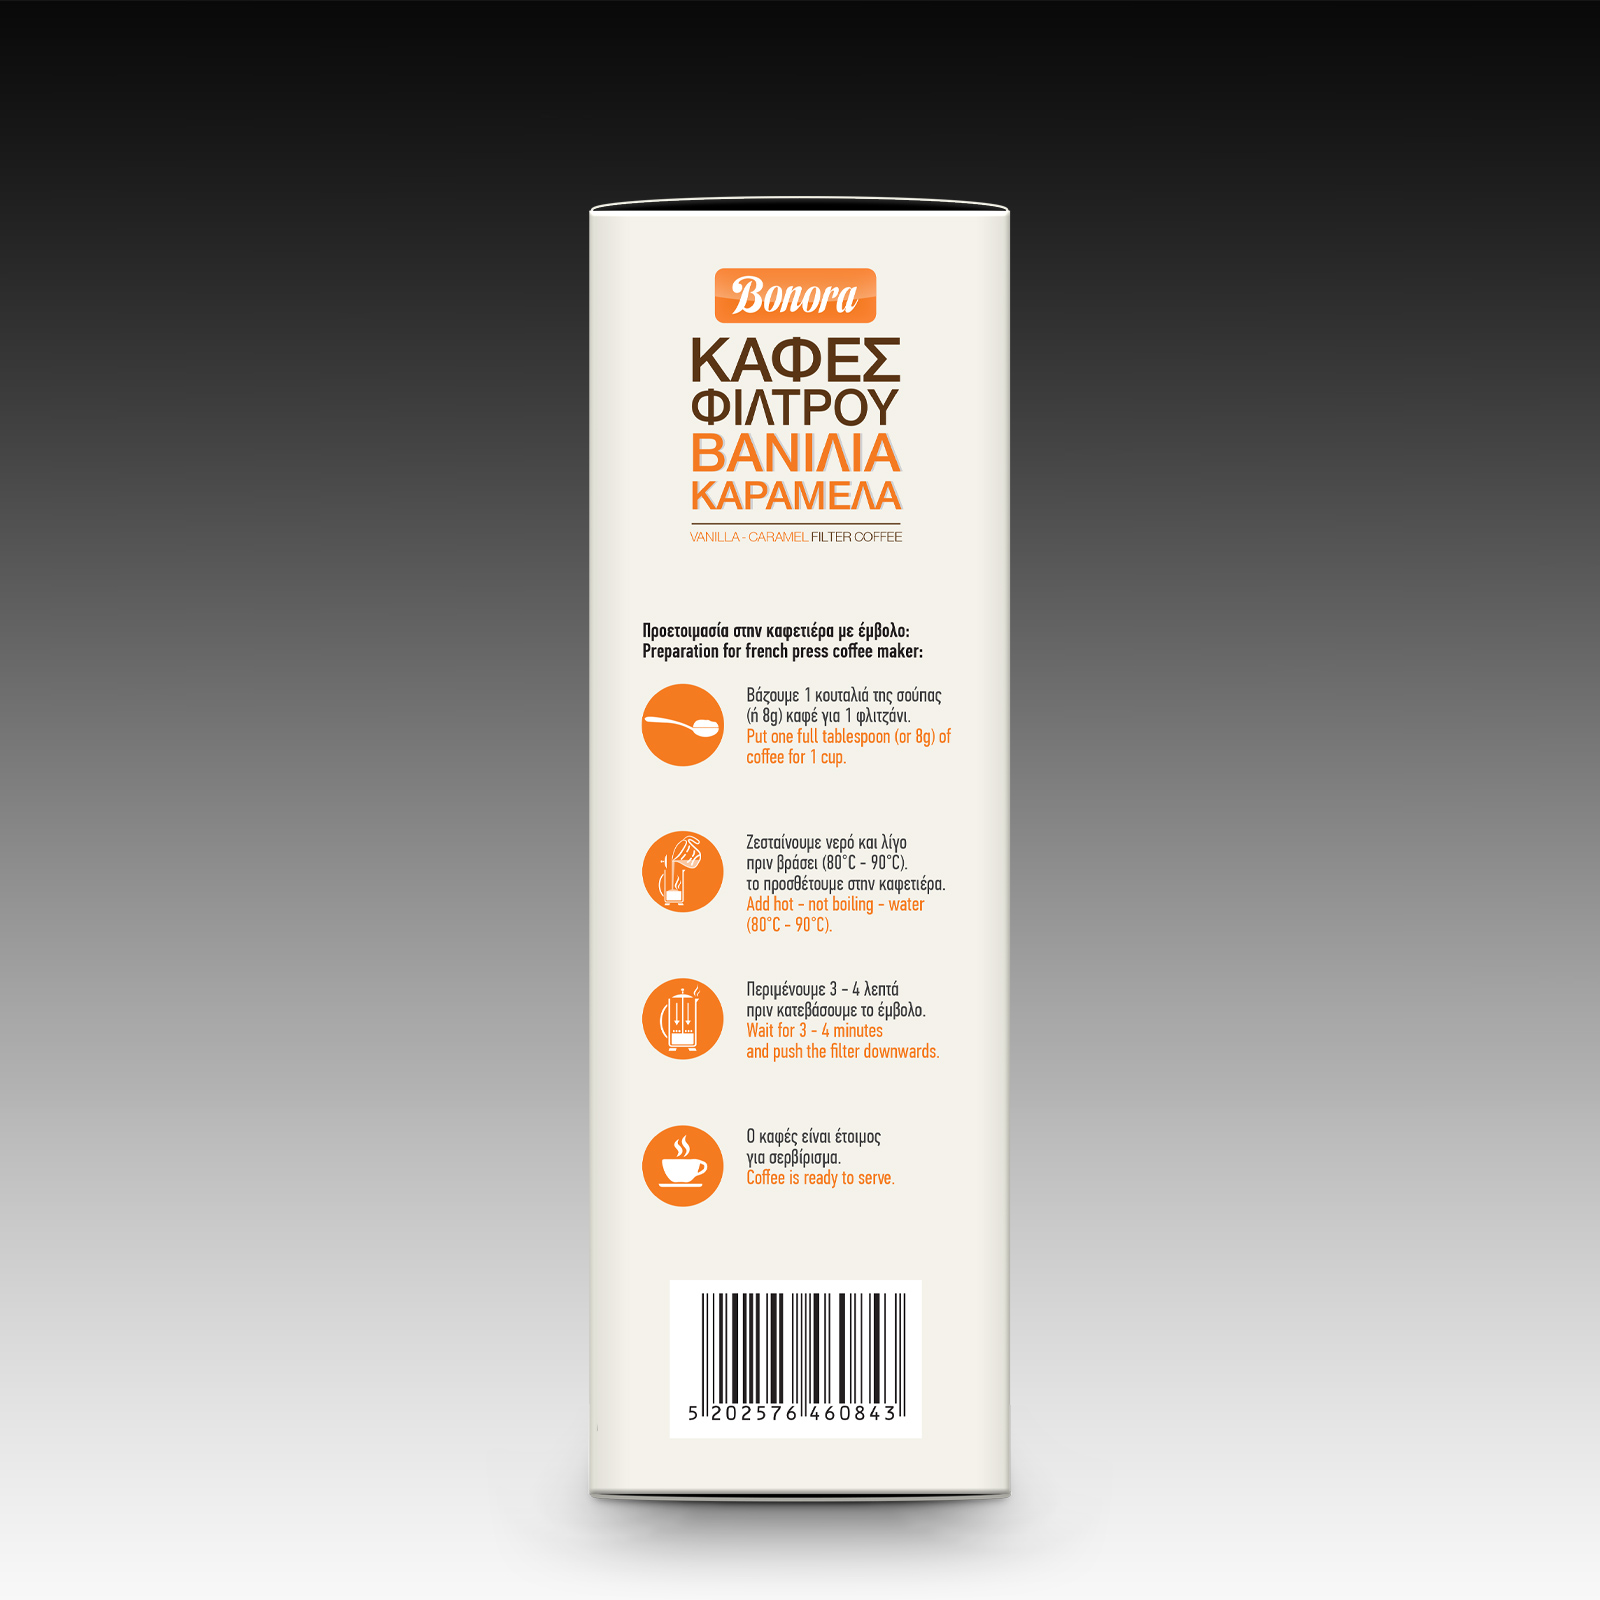 Bonora
ΚΑΦΕΣ
ΦΙΛΤΡΟΥ
ΒΑΝΙΛΙΑ
ΚΑΡΑΜΕΛΑ
VANILLA - CARAMEL FILTER COFFEE
Προετοιμασία στην καφετιέρα με έμβολο:
Preparation for french press coffee maker:
Βάζουμε 1 κουταλιά της σούπας
(ή 8g) καφέ για 1 φλιτζάνι.
Put one full tablespoon (or 8g) of
coffee for 1 cup.
Ζεσταίνουμε νερό και λίγο
πριν βράσει (80°C - 90°C).
το προσθέτουμε στην καφετιέρα.
Add hot - not boiling - water
(80°C - 90°C).
Περιμένουμε 3 - 4 λεπτά
πριν κατεβάσουμε το έμβολο.
Wait for 3 - 4 minutes
and push the filter downwards.
Ο καφές είναι έτοιμος
για σερβίρισμα.
Coffee is ready to serve.
5 202576 460843